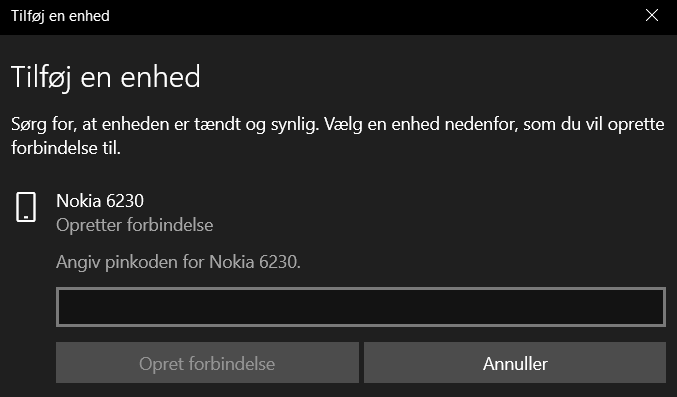 Tilføj en enhed
Tilføj en enhed
Sørg for, at enheden er tændt og synlig. Vælg en enhed nedenfor, som du vil oprette
forbindelse til.
Nokia 6230
Opretter forbindelse
Angiv pinkoden for Nokia 6230.
Opret forbindelse
Annuller